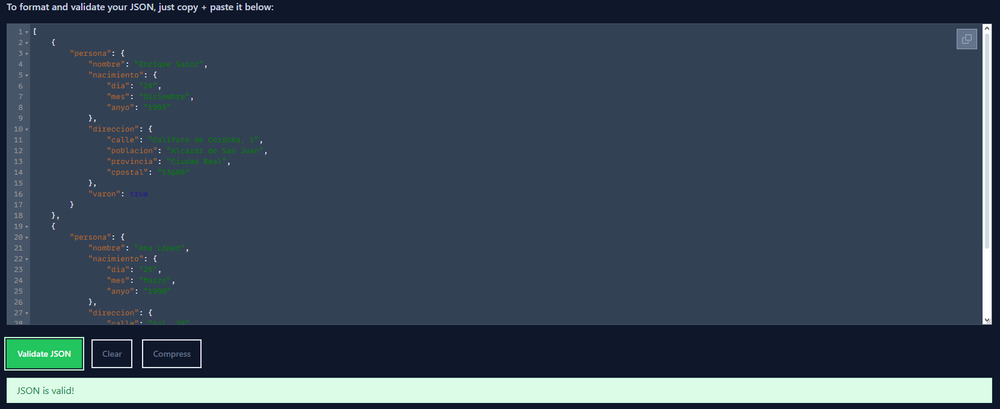 To format and validate your JSON, just copy + paste it below:
1 [
2 {
3 "persona": {
4 "nombre": "Enrique Sainz",
5 "nacimiento": {
6 "dia": "24",
7 "mes": "Diciembre",
8 "anyo": "1993"
9 },
10 "direccion": {
11 "calle": "Califato de Cordoba, 1",
12 "poblacion": "Alcazar de San Juan",
13 "provincia": "Ciudad Real",
14 "cpostal": "13600"
15 },
16 "varon": true
17 }
18 },
19 {
20 "persona": {
21 "nombre": "Ana López",
22 "nacimiento": {
23 "dia": "25",
24 "mes": "Marzo",
25 "anyo": "1990"
26 },
27 "direccion": {
28 "calle": "Sol, 20"
Validate JSON
Clear
Compress
JSON is valid!